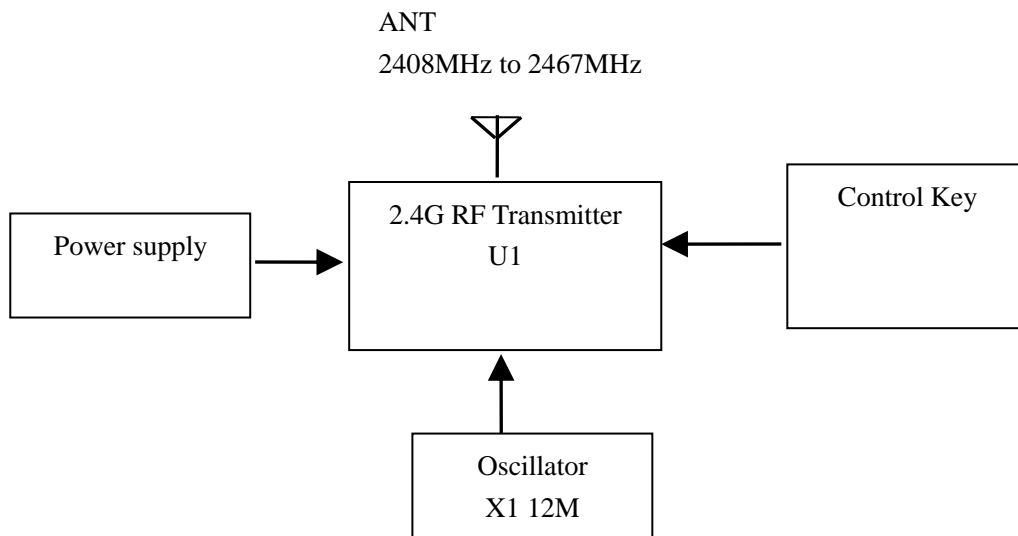 ANT
2408MHz to 2467MHz
2.4G RF Transmitter
U1
Control Key
Power supply
Oscillator
X1 12M